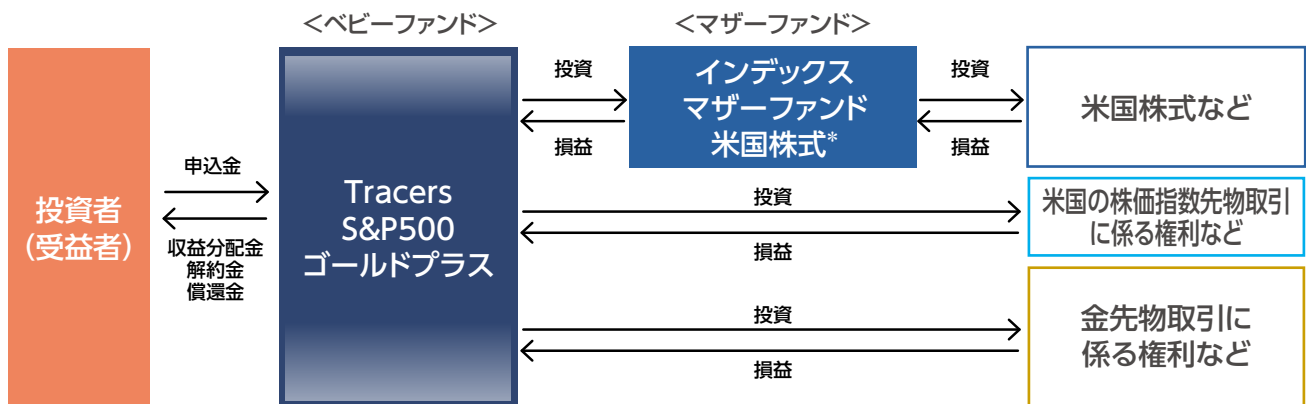 <ベビーファンド>
<マザーファンド>
投資者
(受益者)
申込金
収益分配金
解約金
償還金
Tracers
S&P500
ゴールドプラス
投資
損益
インデックス
マザーファンド
米国株式*
投資
損益
米国株式など
投資
損益
米国の株価指数先物取引
に係る権利など
投資
損益
金先物取引に
係る権利など